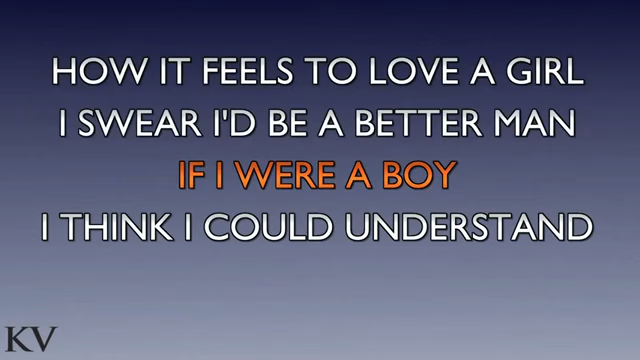 HOW IT FEELS TO LOVE A GIRL
I SWEAR I'D BE A BETTER MAN
IF I WERE A BOY
I THINK I COULD UNDERSTAND
KV